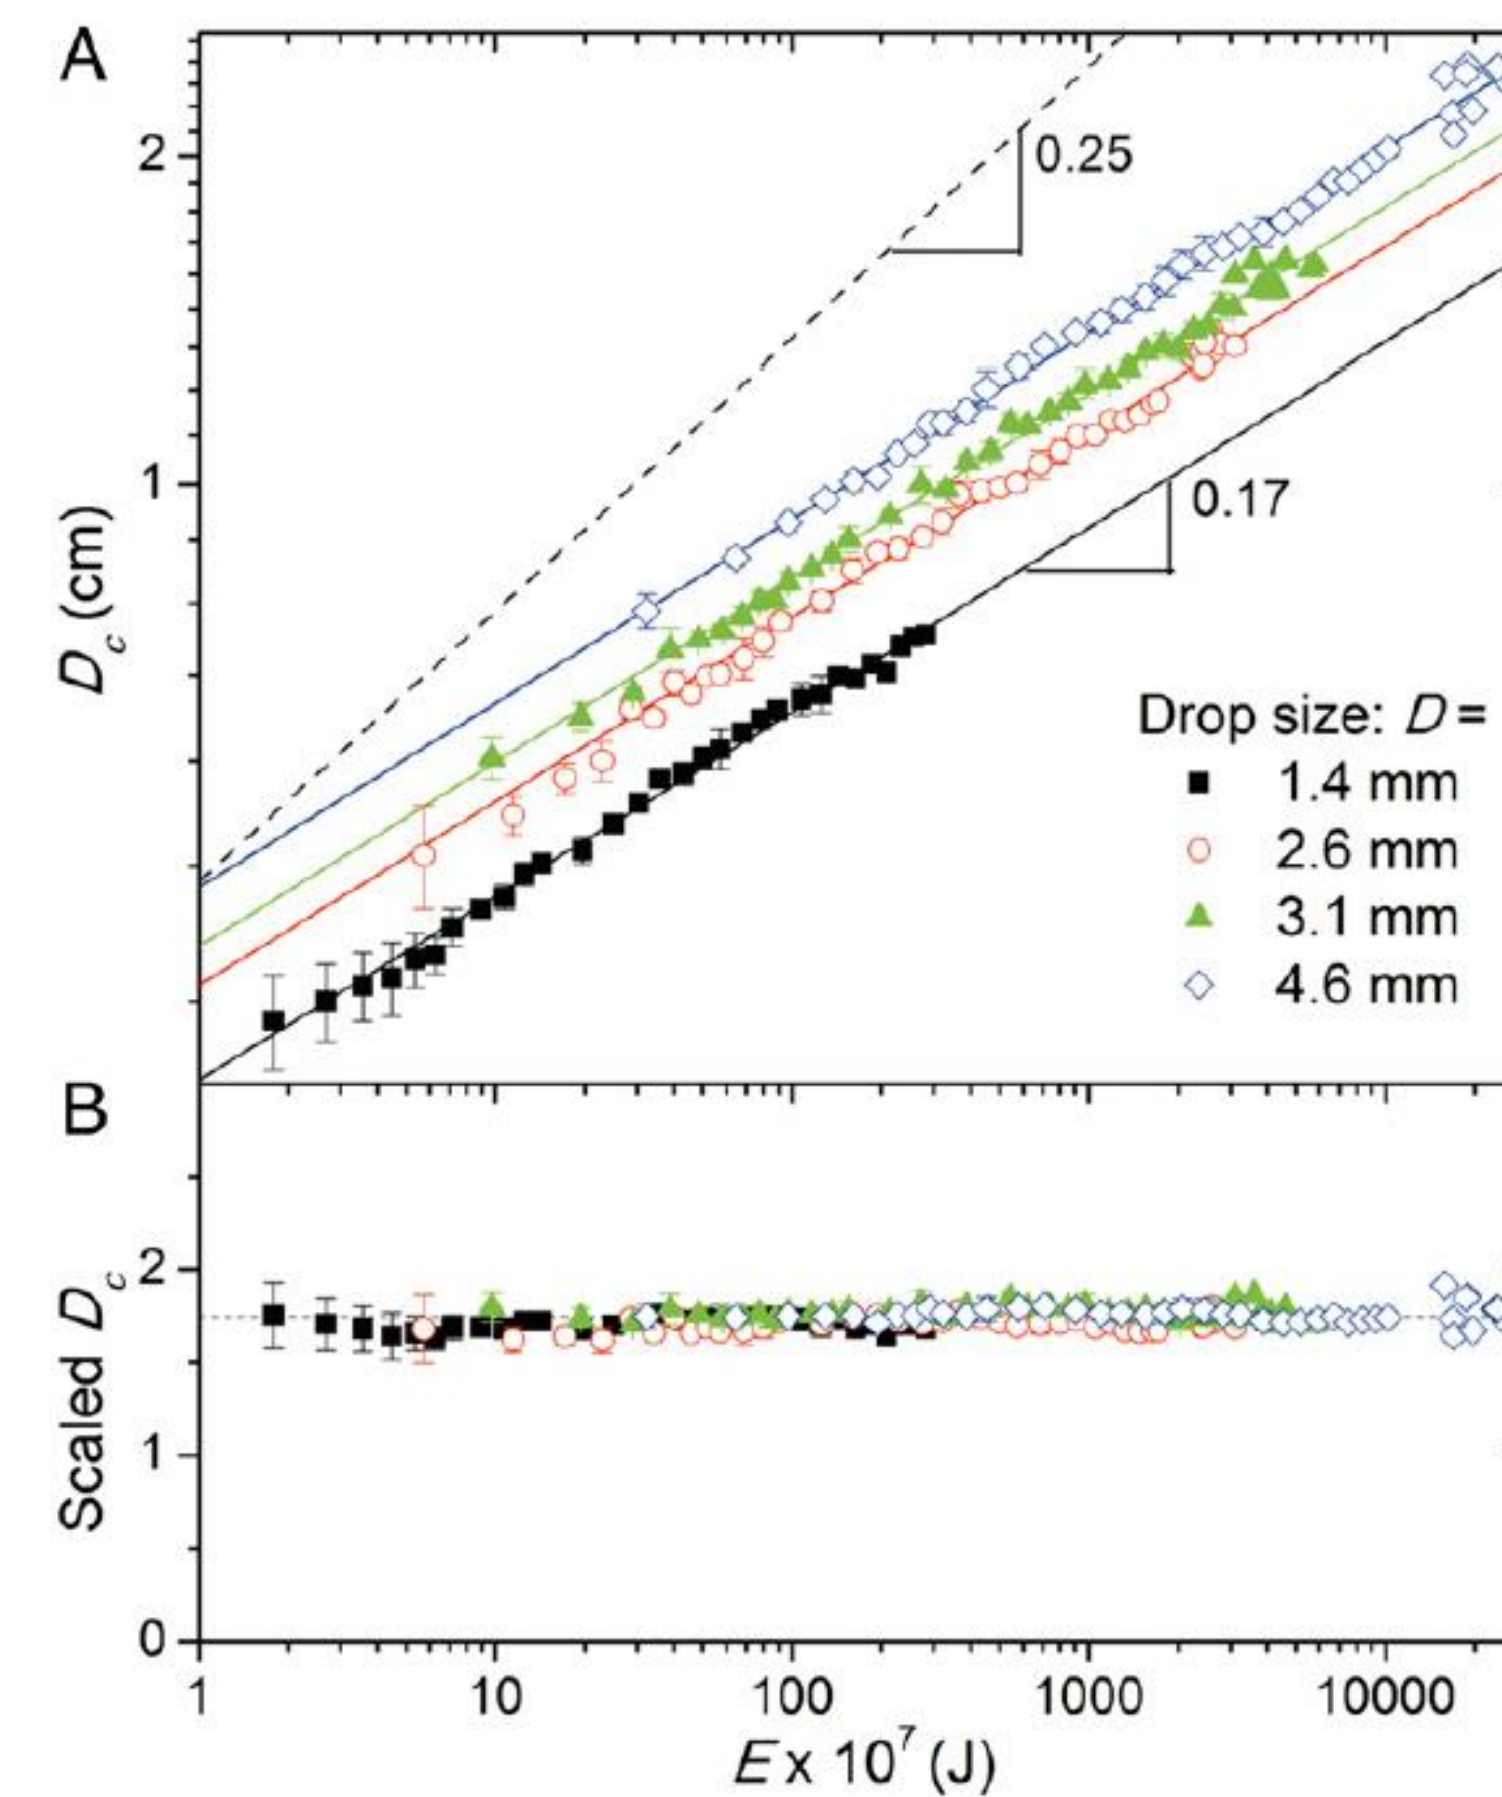 A
2
0.25
1
0.17
D_c (cm)
Drop size: D =
1.4 mm
2.6 mm
3.1 mm
4.6 mm
B
2
1
0
Scaled D_c
1 10 100 1000 10000
E x 10^7 (J)